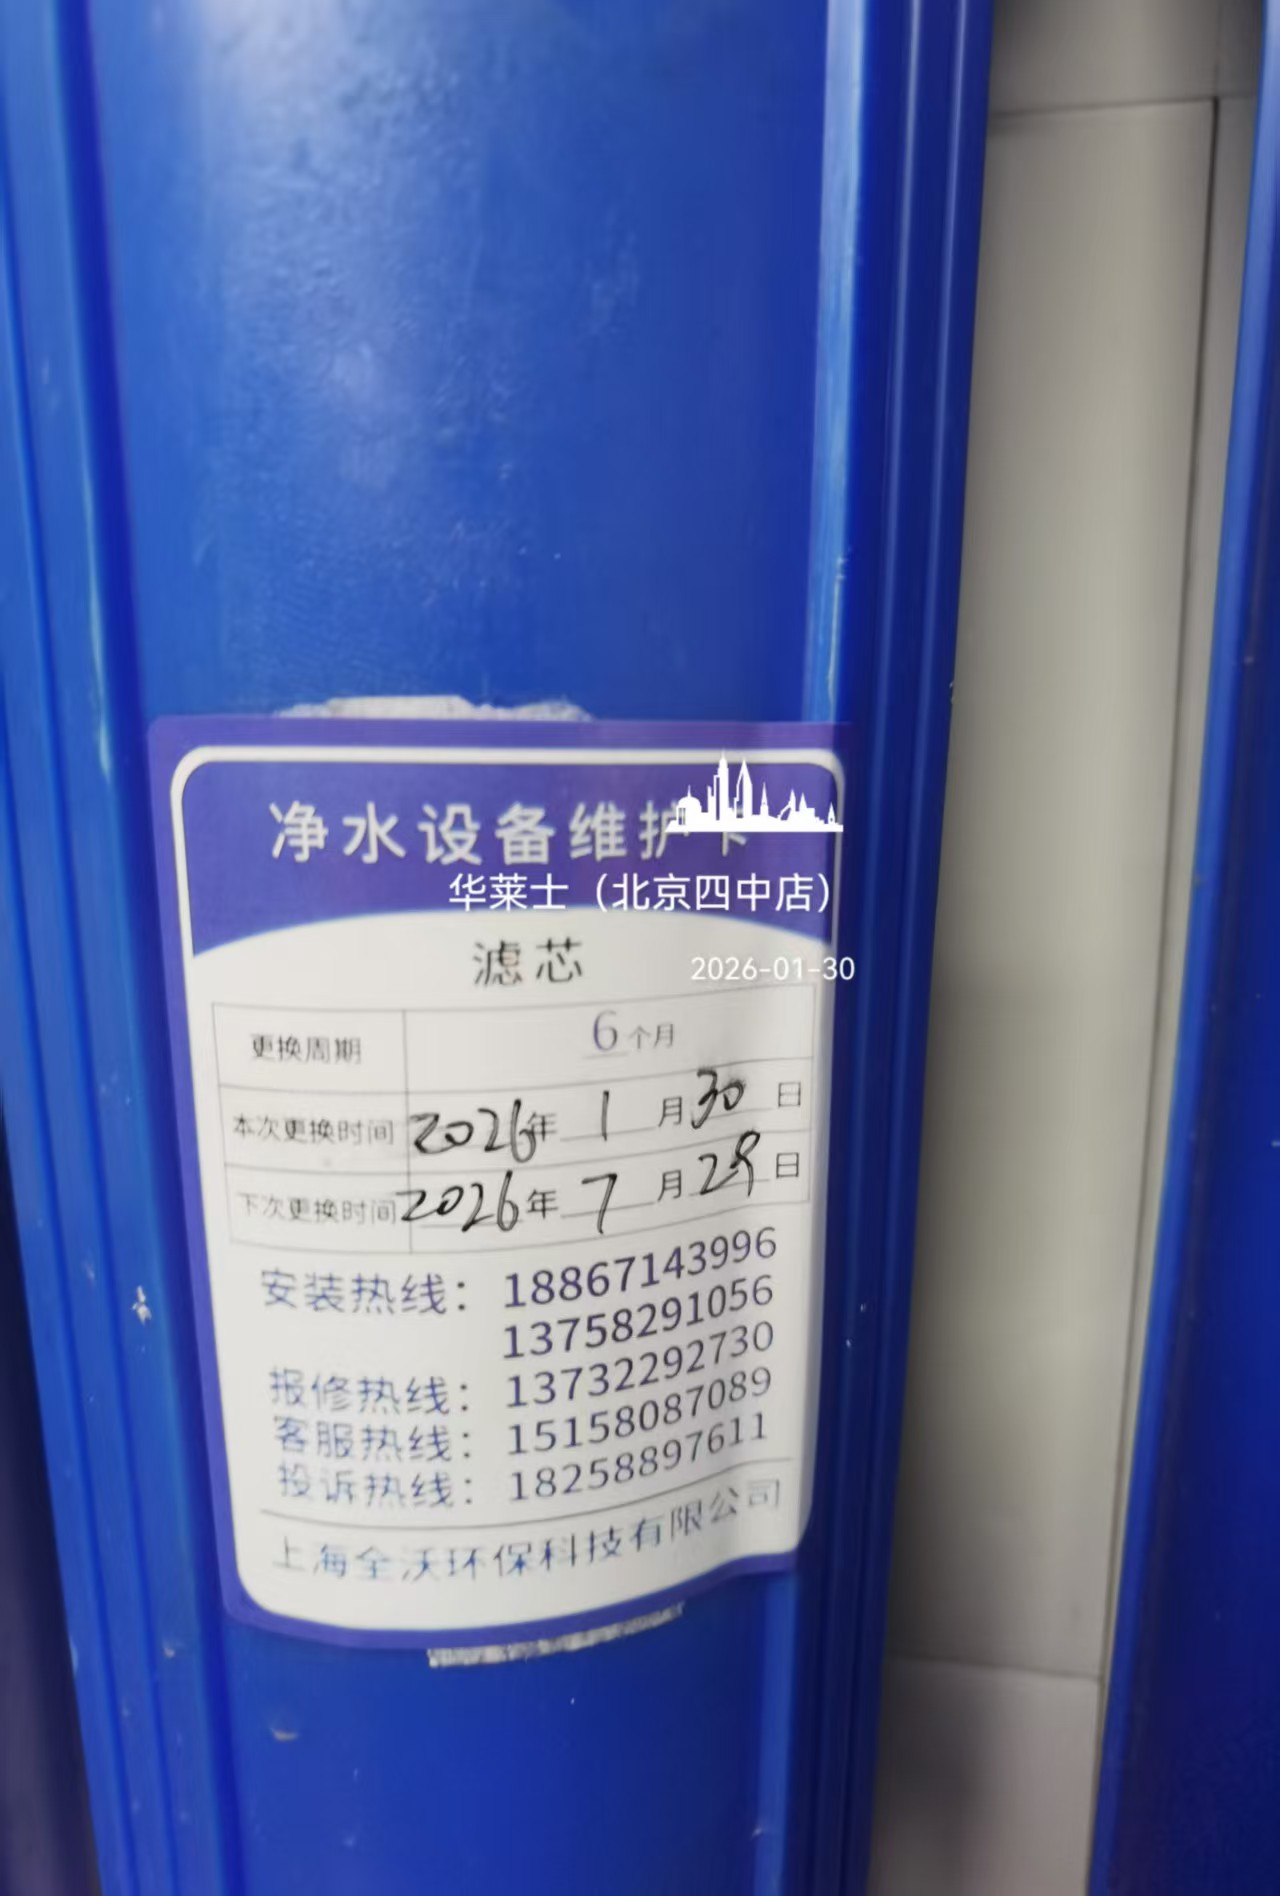 净水设备维护卡
华莱士（北京四中店）
滤芯
2026-01-30
更换周期 6个月
本次更换时间 2026年1月30日
下次更换时间 2026年7月29日
安装热线：18867143996
13758291056
报修热线：13732292730
客服热线：15158087089
投诉热线：18258897611
上海全沃环保科技有限公司